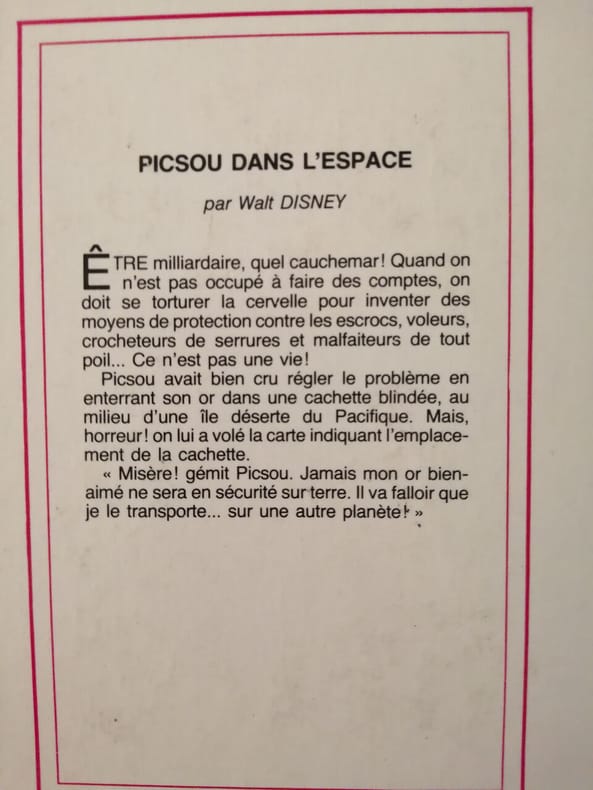 PICSOU DANS L'ESPACE
par Walt DISNEY
ÊTRE milliardaire, quel cauchemar! Quand on
n'est pas occupé à faire des comptes, on
doit se torturer la cervelle pour inventer des
moyens de protection contre les escrocs, voleurs,
crocheteurs de serrures et malfaiteurs de tout
poil... Ce n'est pas une vie!
Picsou avait bien cru régler le problème en
enterrant son or dans une cachette blindée, au
milieu d'une île déserte du Pacifique. Mais,
horreur! on lui a volé la carte indiquant l'emplace-
ment de la cachette.
« Misère! gémit Picsou. Jamais mon or bien-
aimé ne sera en sécurité sur terre. Il va falloir que
je le transporte... sur une autre planète! »